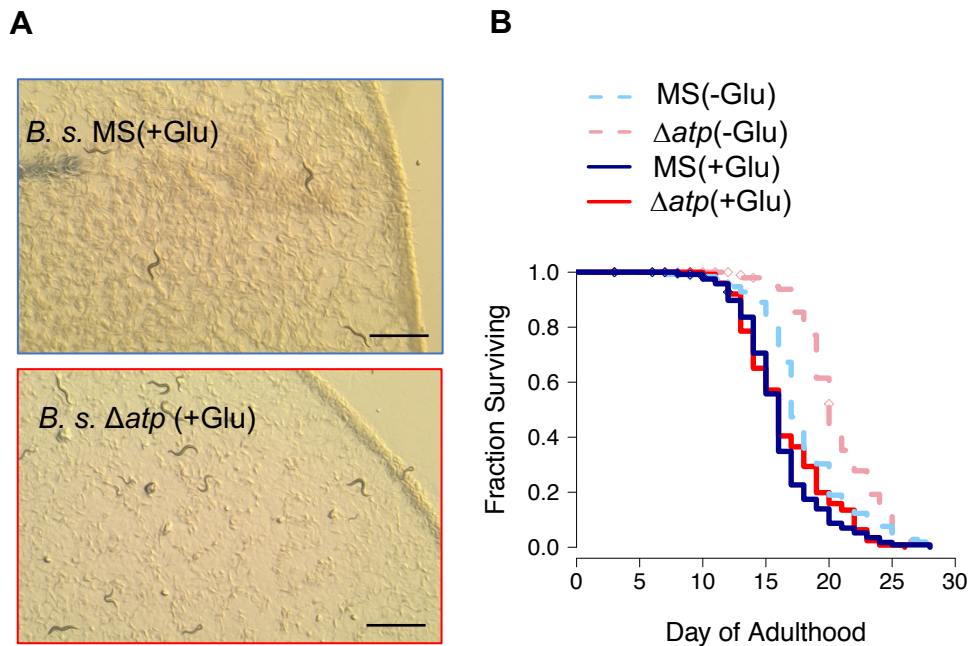 A
B. s. MS(+Glu)
B. s. Δatp (+Glu)
B
MS(-Glu)
Δatp(-Glu)
MS(+Glu)
Δatp(+Glu)
Fraction Surviving
1.0
0.8
0.6
0.4
0.2
0.0
0 5 10 15 20 25 30
Day of Adulthood